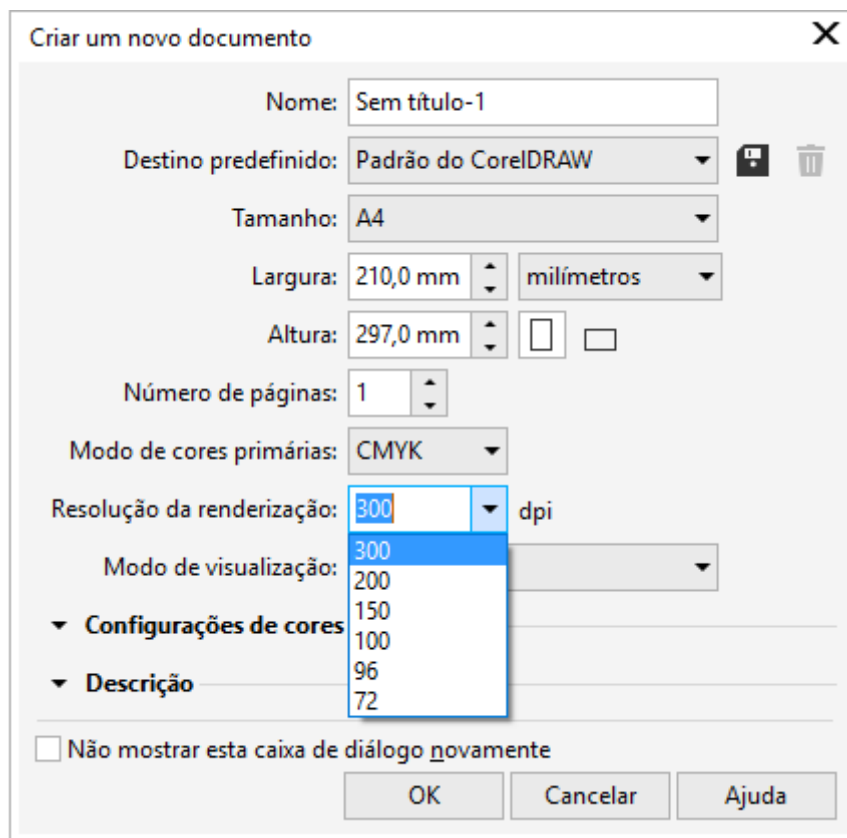 Criar um novo documento
Nome: Sem título-1
Destino predefinido: Padrão do CorelDRAW
Tamanho: A4
Largura: 210,0 mm milímetros
Altura: 297,0 mm
Número de páginas: 1
Modo de cores primárias: CMYK
Resolução da renderização: 300 dpi
300
Modo de visualização:
200
150
Configurações de cores
100
96
Descrição
72
Não mostrar esta caixa de diálogo novamente
OK Cancelar Ajuda